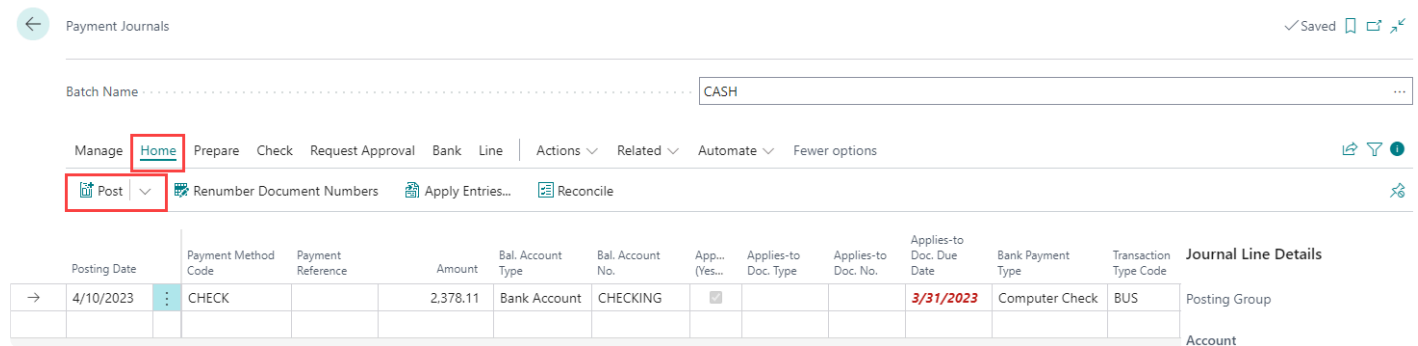 Payment Journals
Saved
Batch Name
CASH
Manage Home Prepare Check Request Approval Bank Line Actions Related Automate Fewer options
Post Renumber Document Numbers Apply Entries... Reconcile
Posting Date Payment Method Code Payment Reference Amount Bal. Account Type Bal. Account No. App... (Yes... Applies-to Doc. Type Applies-to Doc. No. Applies-to Doc. Due Date Bank Payment Type Transaction Type Code Journal Line Details
4/10/2023 CHECK 2,378.11 Bank Account CHECKING 3/31/2023 Computer Check BUS Posting Group
Account